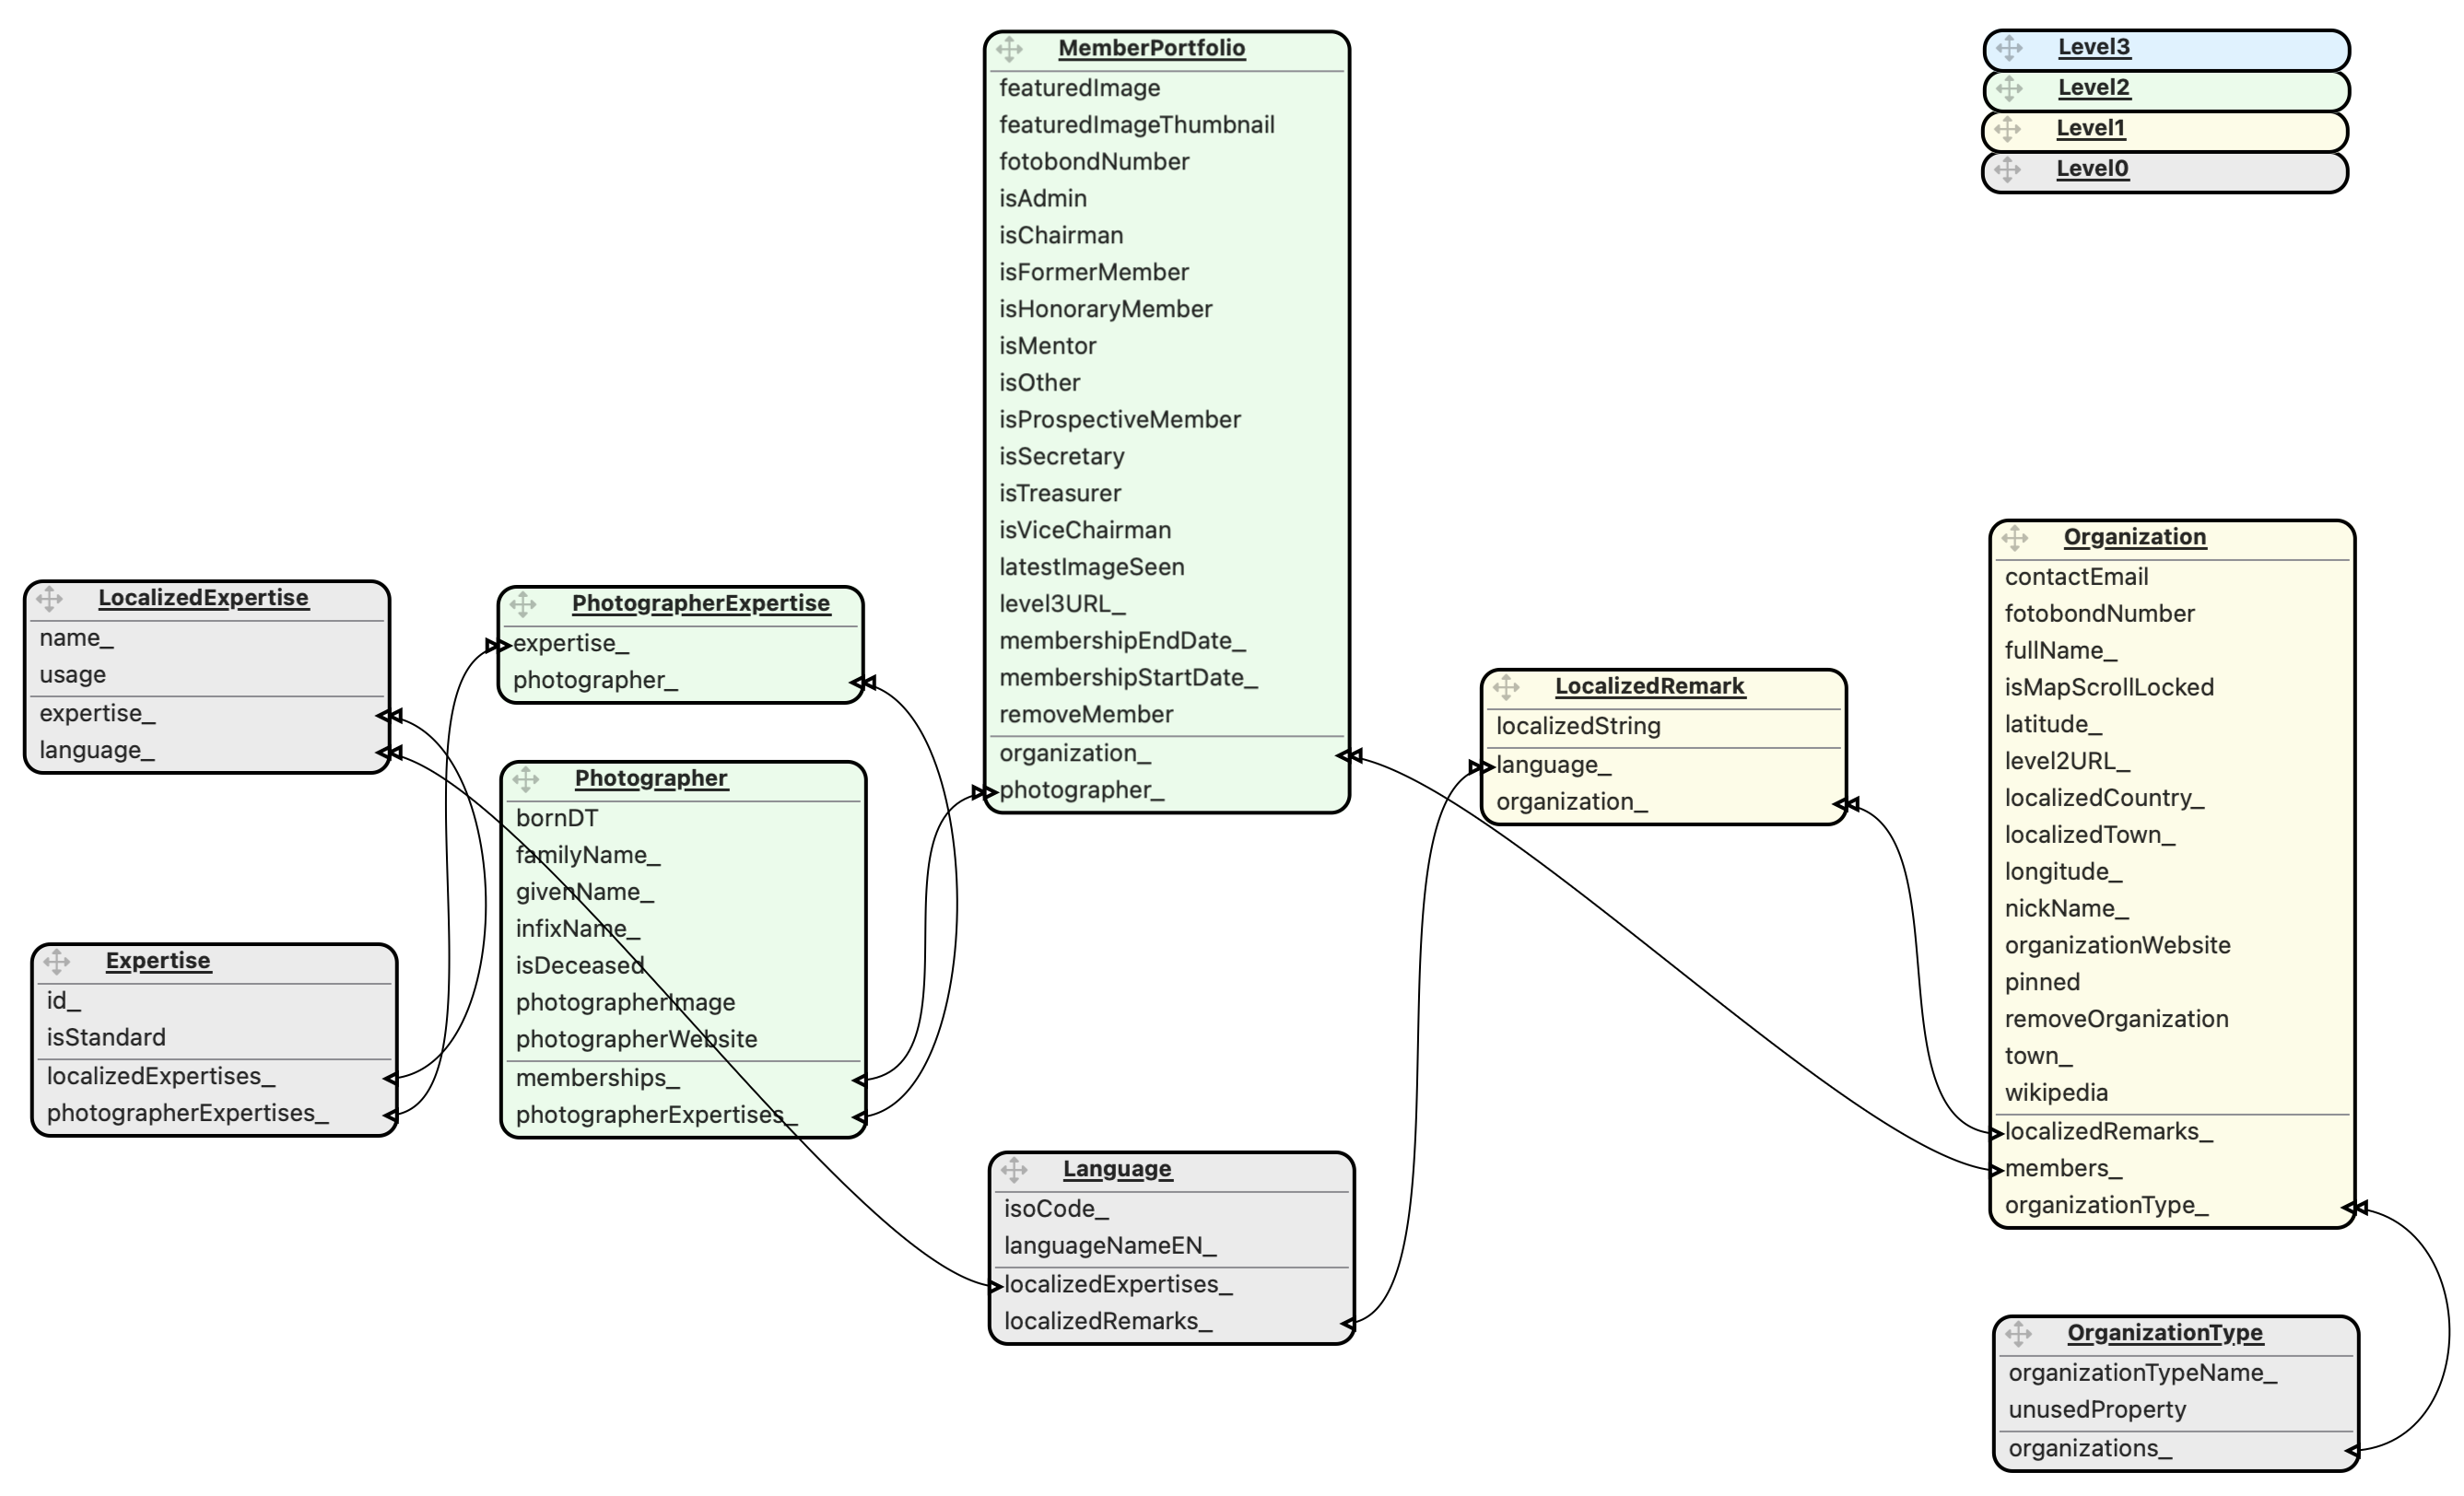 MemberPortfolio
featuredImage
featuredImageThumbnail
fotobondNumber
isAdmin
isChairman
isFormerMember
isHonoraryMember
isMentor
isOther
isProspectiveMember
isSecretary
isTreasurer
isViceChairman
latestImageSeen
level3URL_
membershipEndDate_
membershipStartDate_
removeMember
organization_
photographer_
Level3
Level2
Level1
Level0
LocalizedExpertise
name_
usage
expertise_
language_
PhotographerExpertise
expertise_
photographer_
Photographer
bornDT
familyName_
givenName_
infixName_
isDeceased
photographerImage
photographerWebsite
memberships_
photographerExpertises_
Expertise
id_
isStandard
localizedExpertises_
photographerExpertises_
LocalizedRemark
localizedString
language_
organization_
Organization
contactEmail
fotobondNumber
fullName_
isMapScrollLocked
latitude_
level2URL_
localizedCountry_
localizedTown_
longitude_
nickName_
organizationWebsite
pinned
removeOrganization
town_
wikipedia
localizedRemarks_
members_
organizationType_
Language
isoCode_
languageNameEN_
localizedExpertises_
localizedRemarks_
OrganizationType
organizationTypeName_
unusedProperty
organizations_